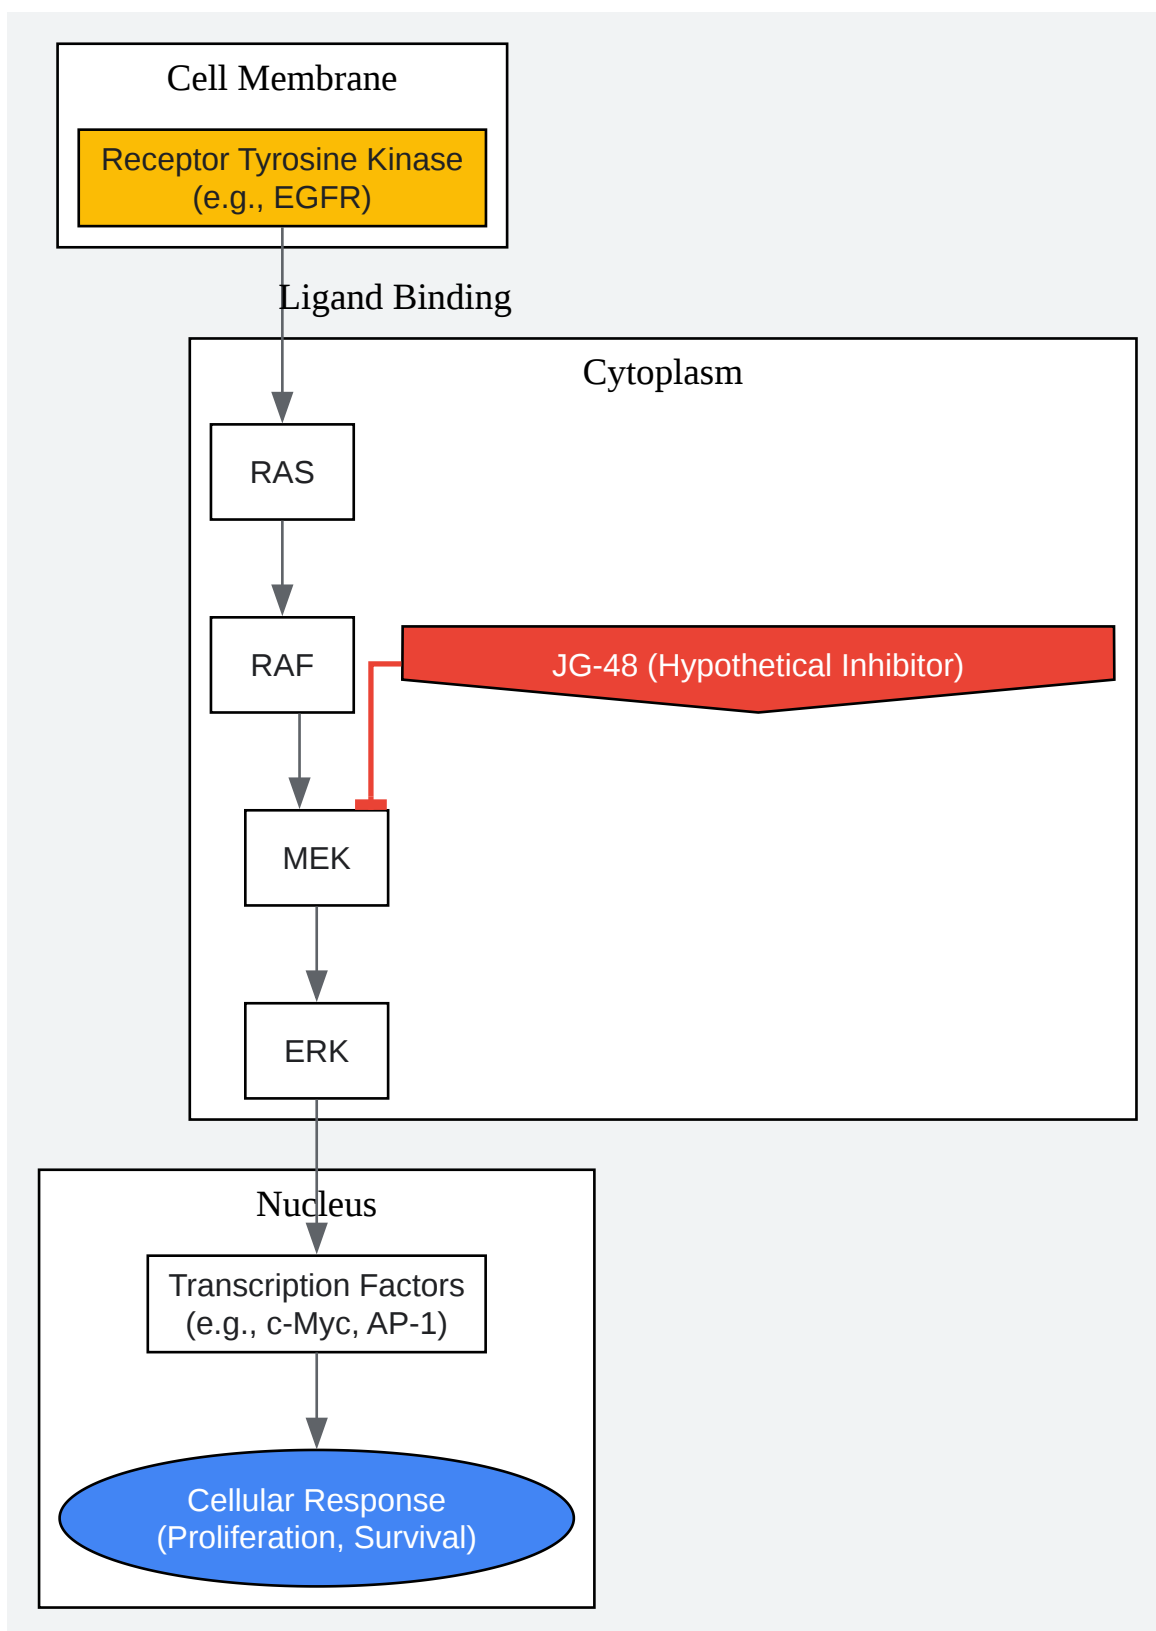 Cell Membrane
Receptor Tyrosine Kinase
(e.g., EGFR)
Ligand Binding
Cytoplasm
RAS
RAF
JG-48 (Hypothetical Inhibitor)
MEK
ERK
Nucleus
Transcription Factors
(e.g., c-Myc, AP-1)
Cellular Response
(Proliferation, Survival)